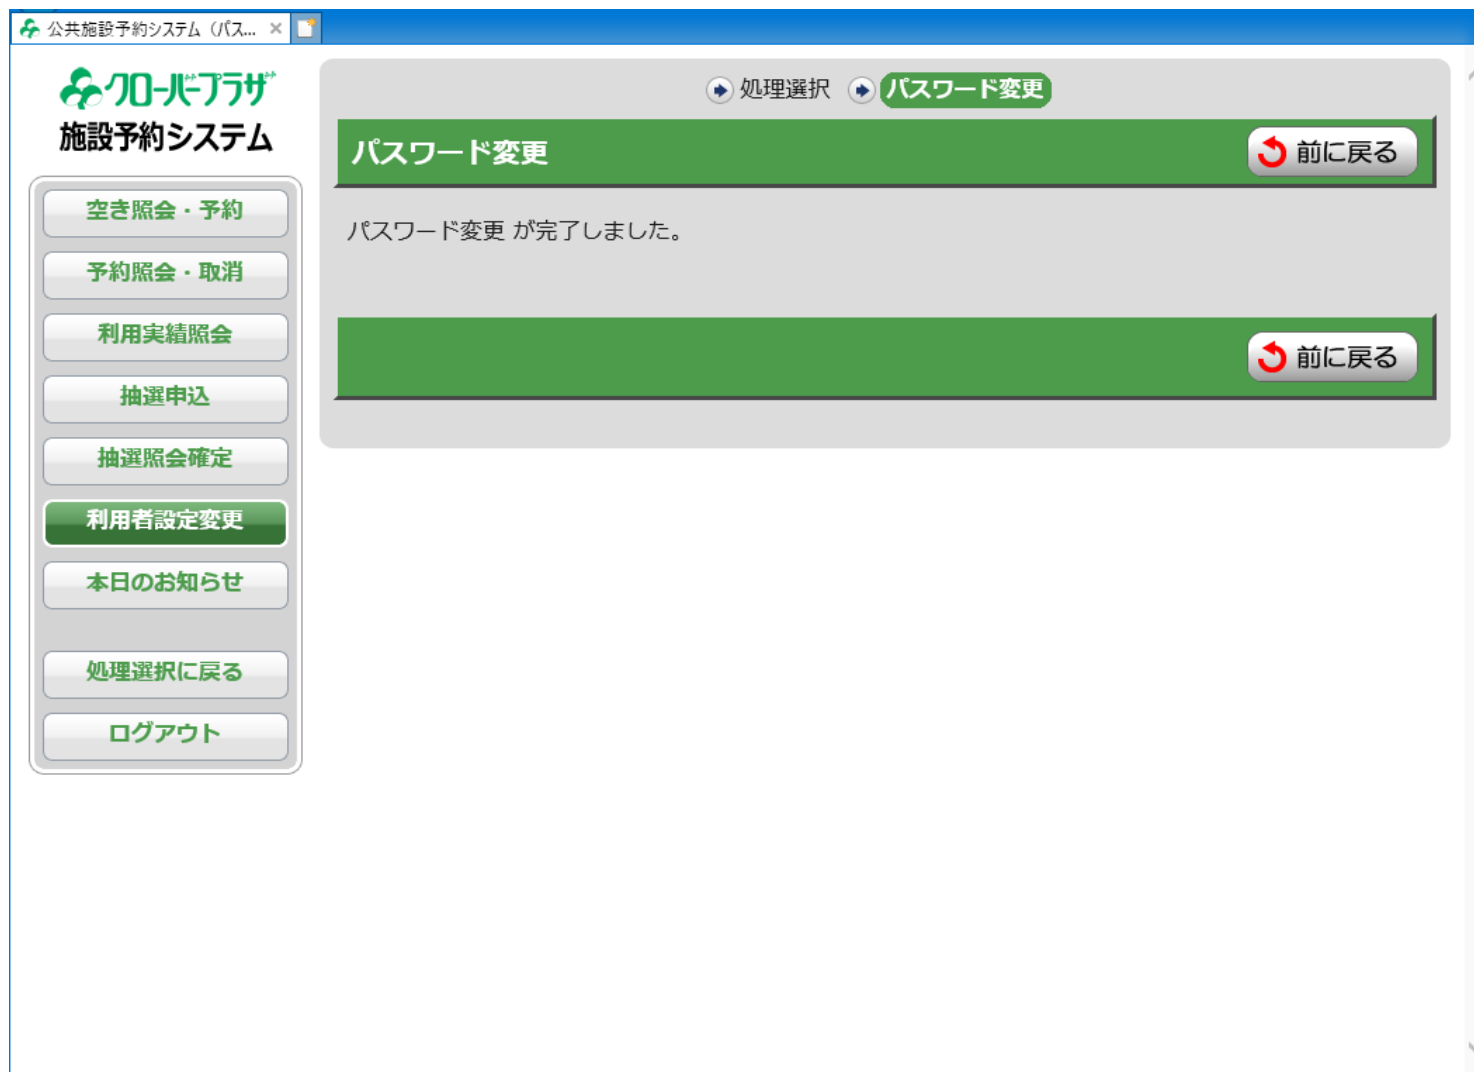 公共施設予約システム（パス...
クローバープラザ
施設予約システム
空き照会・予約
予約照会・取消
利用実績照会
抽選申込
抽選照会確定
利用者設定変更
本日のお知らせ
処理選択に戻る
ログアウト
処理選択 パスワード変更
パスワード変更 前に戻る
パスワード変更 が完了しました。
前に戻る